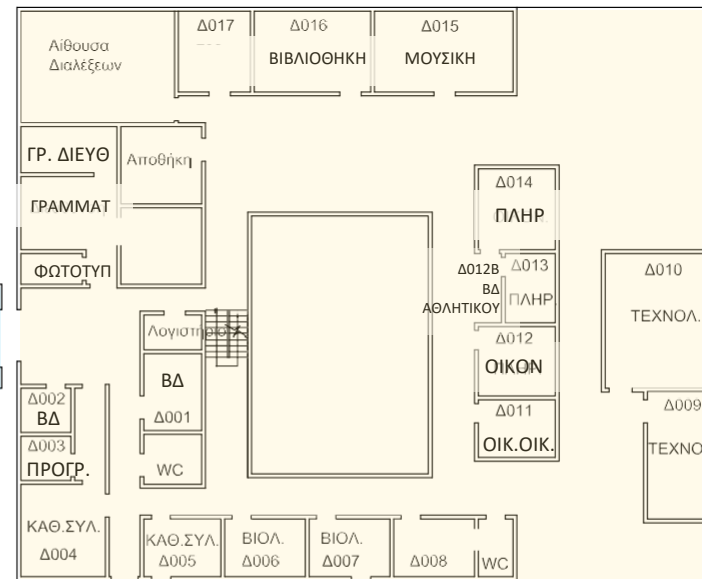 Δ017
Δ016
ΒΙΒΛΙΟΘΗΚΗ
Δ015
ΜΟΥΣΙΚΗ
Αίθουσα
Διαλέξεων
ΓΡ. ΔΙΕΥΘ
Αποθήκη
ΓΡΑΜΜΑΤ
ΦΩΤΟΤΥΠ
Δ014
ΠΛΗΡ.
Δ012Β
ΒΔ
ΑΘΛΗΤΙΚΟΥ
Δ013
ΠΛΗΡ.
Δ010
ΤΕΧΝΟΛ.
Λογιστήριο
Δ012
ΟΙΚΟΝ
ΒΔ
Δ001
Δ002
ΒΔ
Δ011
ΟΙΚ.ΟΙΚ.
Δ009
ΤΕΧΝΟ
Δ003
ΠΡΟΓΡ.
WC
ΚΑΘ.ΣΥΛ.
Δ004
ΚΑΘ.ΣΥΛ.
Δ005
ΒΙΟΛ.
Δ006
ΒΙΟΛ.
Δ007
Δ008
WC